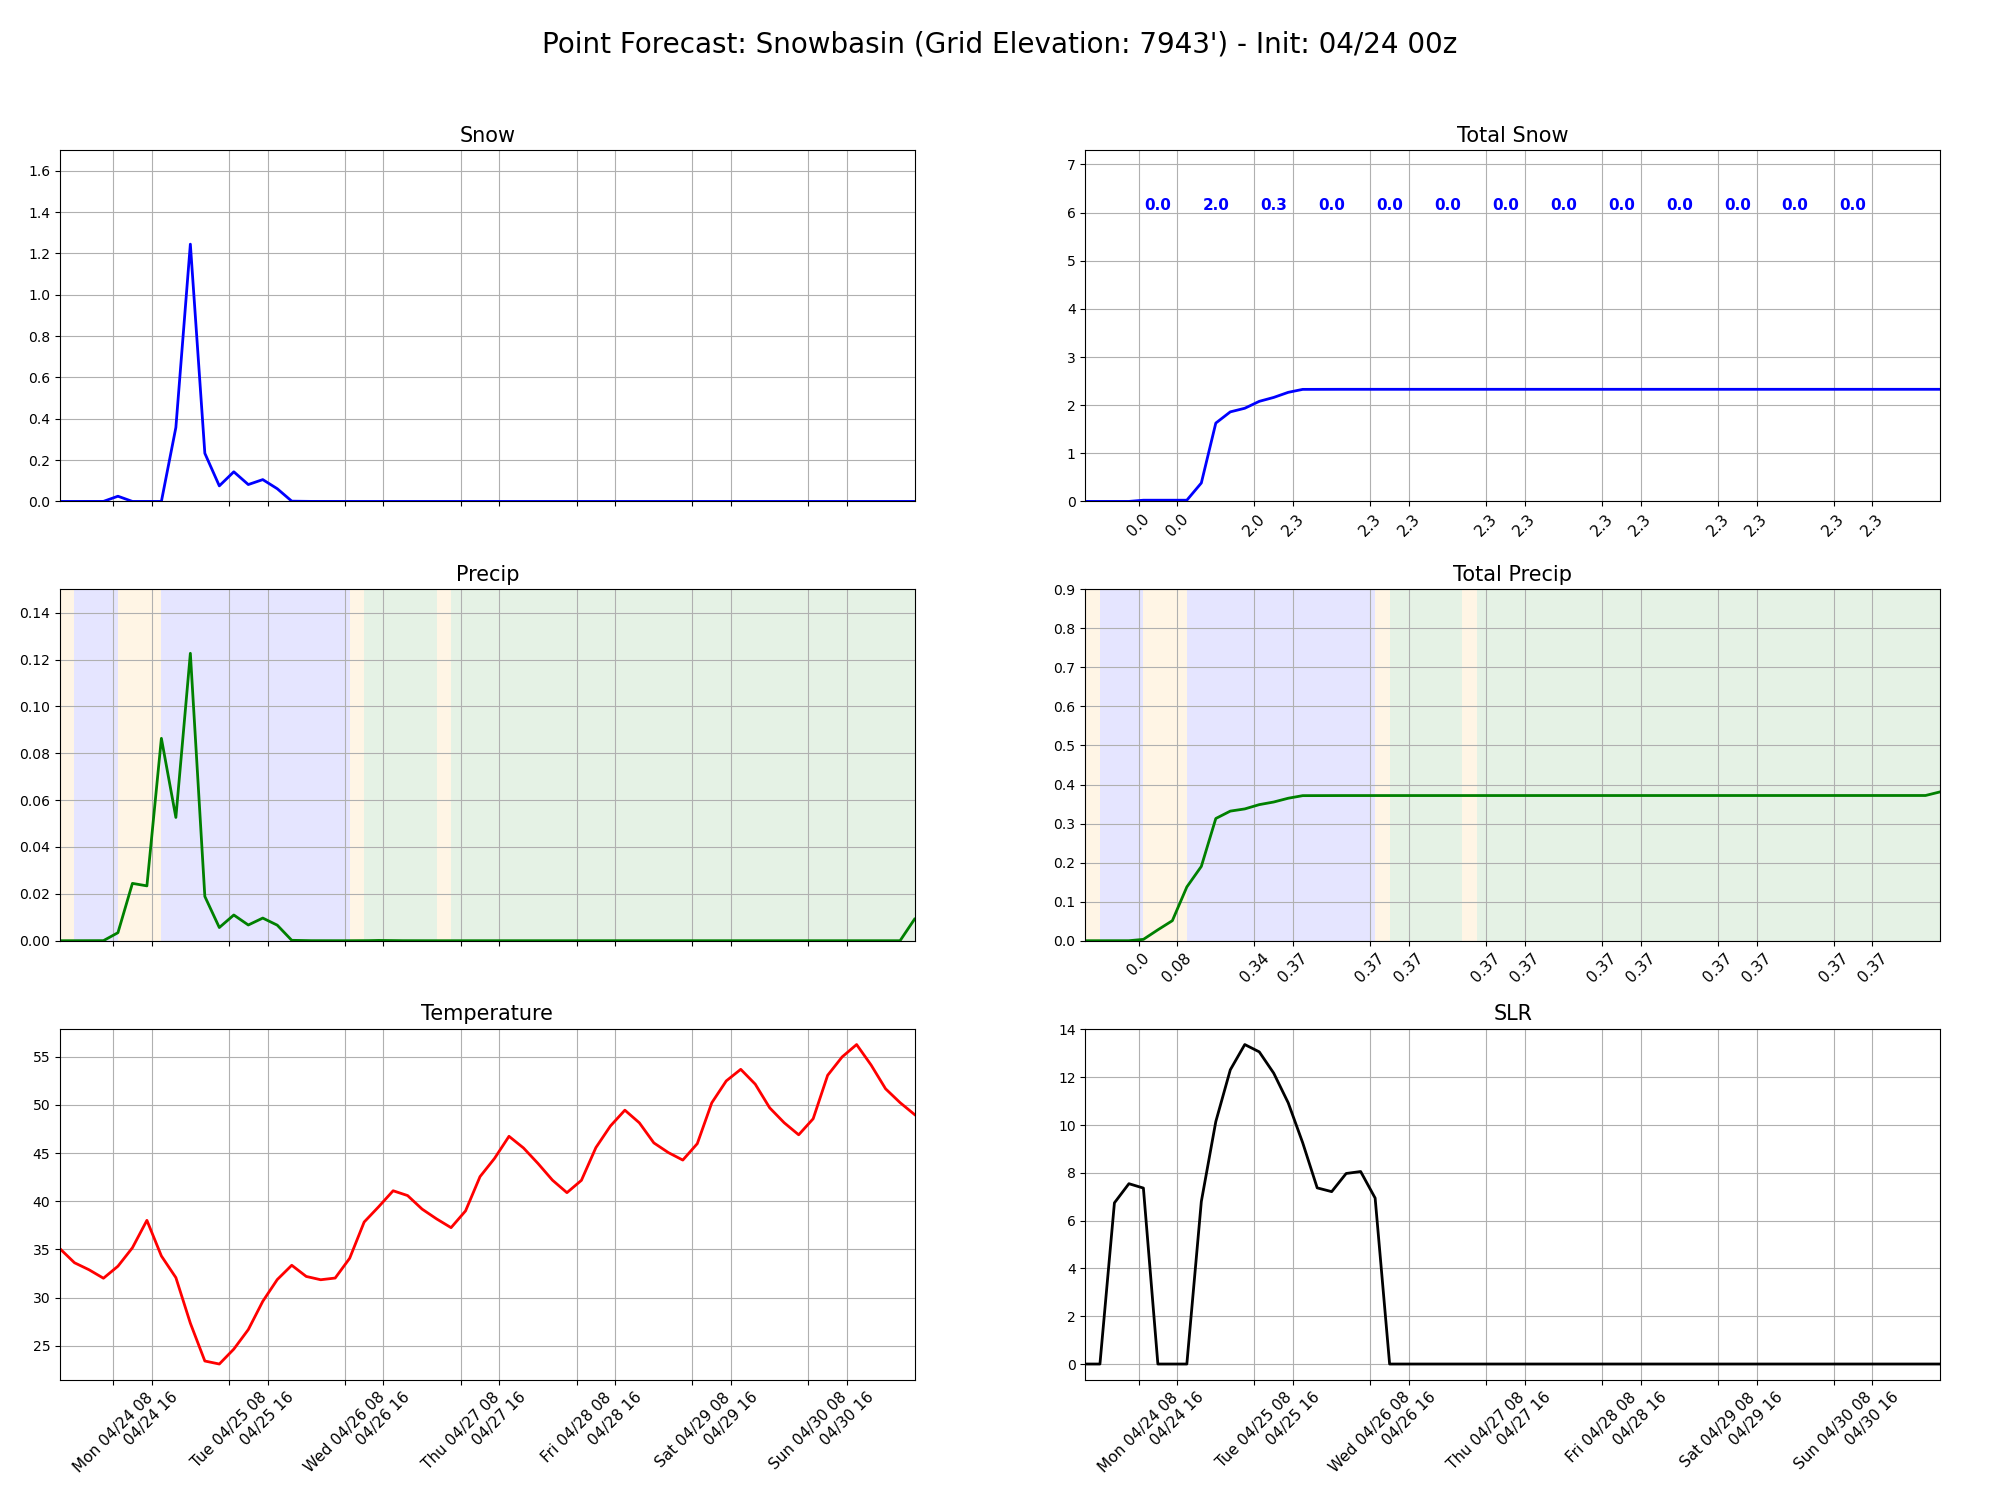 Point Forecast: Snowbasin (Grid Elevation: 7943') - Init: 04/24 00z
Snow
1.6
1.4
1.2
1.0
0.8
0.6
0.4
0.2
0.0
Total Snow
7
6
5
4
3
2
1
0
0.0 2.0 0.3 0.0 0.0 0.0 0.0 0.0 0.0 0.0 0.0 0.0 0.0
0.0 0.0 2.0 2.3 2.3 2.3 2.3 2.3 2.3 2.3 2.3 2.3 2.3 2.3
Precip
0.14
0.12
0.10
0.08
0.06
0.04
0.02
0.00
Total Precip
0.9
0.8
0.7
0.6
0.5
0.4
0.3
0.2
0.1
0.0
0.0 0.08 0.34 0.37 0.37 0.37 0.37 0.37 0.37 0.37 0.37 0.37 0.37 0.37
Temperature
55
50
45
40
35
30
25
Mon 04/24 08
04/24 16
Tue 04/25 08
04/25 16
Wed 04/26 08
04/26 16
Thu 04/27 08
04/27 16
Fri 04/28 08
04/28 16
Sat 04/29 08
04/29 16
Sun 04/30 08
04/30 16
SLR
14
12
10
8
6
4
2
0
Mon 04/24 08
04/24 16
Tue 04/25 08
04/25 16
Wed 04/26 08
04/26 16
Thu 04/27 08
04/27 16
Fri 04/28 08
04/28 16
Sat 04/29 08
04/29 16
Sun 04/30 08
04/30 16